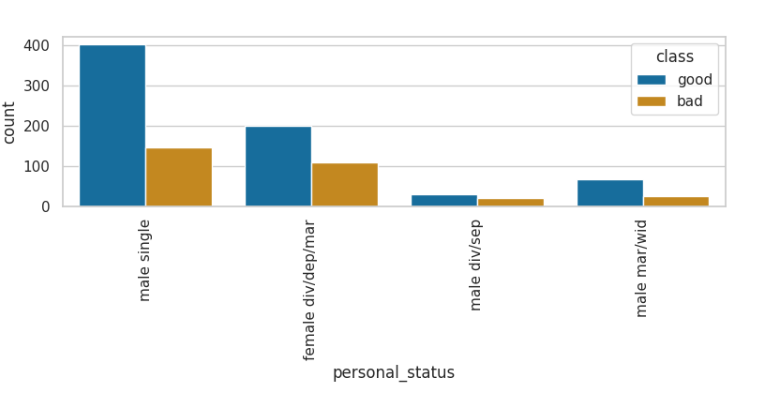 400
300
200
100
0
count
class
good
bad
male single
female div/dep/mar
male div/sep
male mar/wid
personal_status